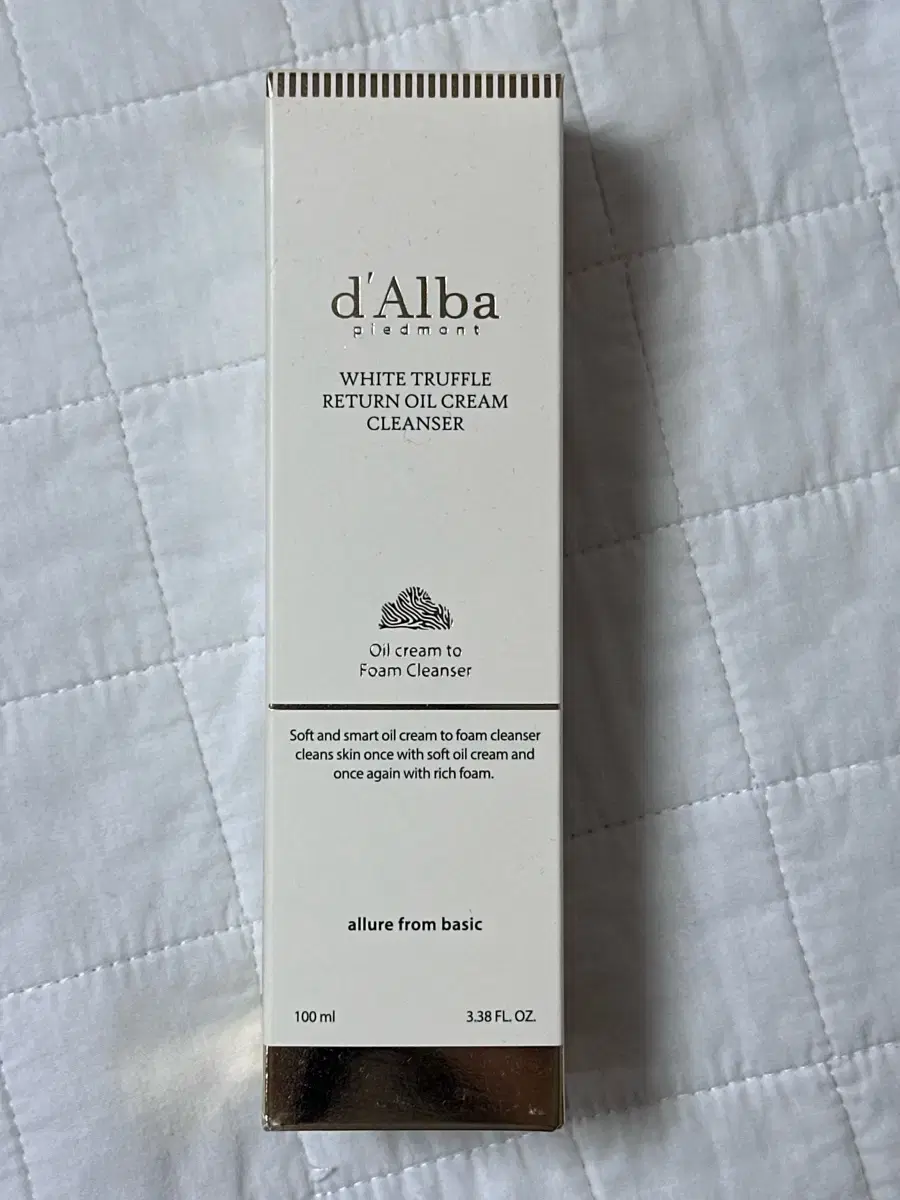 d'Alba
piedmont
WHITE TRUFFLE
RETURN OIL CREAM
CLEANSER
Oil cream to
Foam Cleanser
Soft and smart oil cream to foam cleanser
cleans skin once with soft oil cream and
once again with rich foam.
allure from basic
100 ml 3.38 FL. OZ.